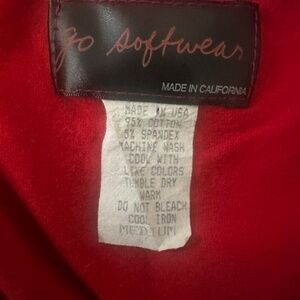 go softwear
MADE IN CALIFORNIA
MADE IN USA
95% COTTON
5% SPANDEX
MACHINE WASH
COOL WITH
LIKE COLORS
TUMBLE DRY
WARM
DO NOT BLEACH
COOL IRON
MEDIUM